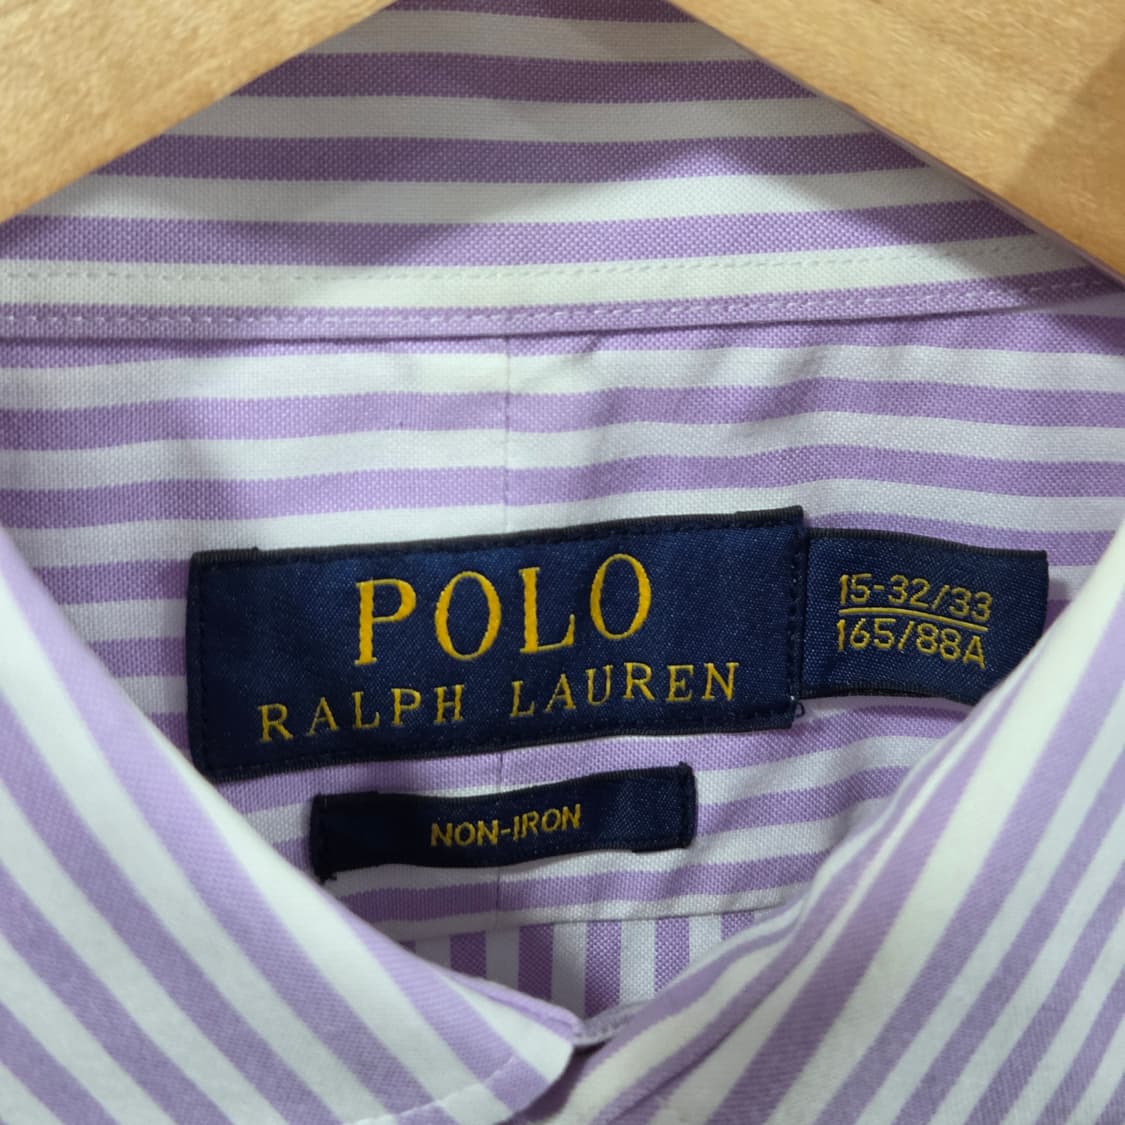 POLO
RALPH LAUREN
15-32/33
165/88A
NON-IRON